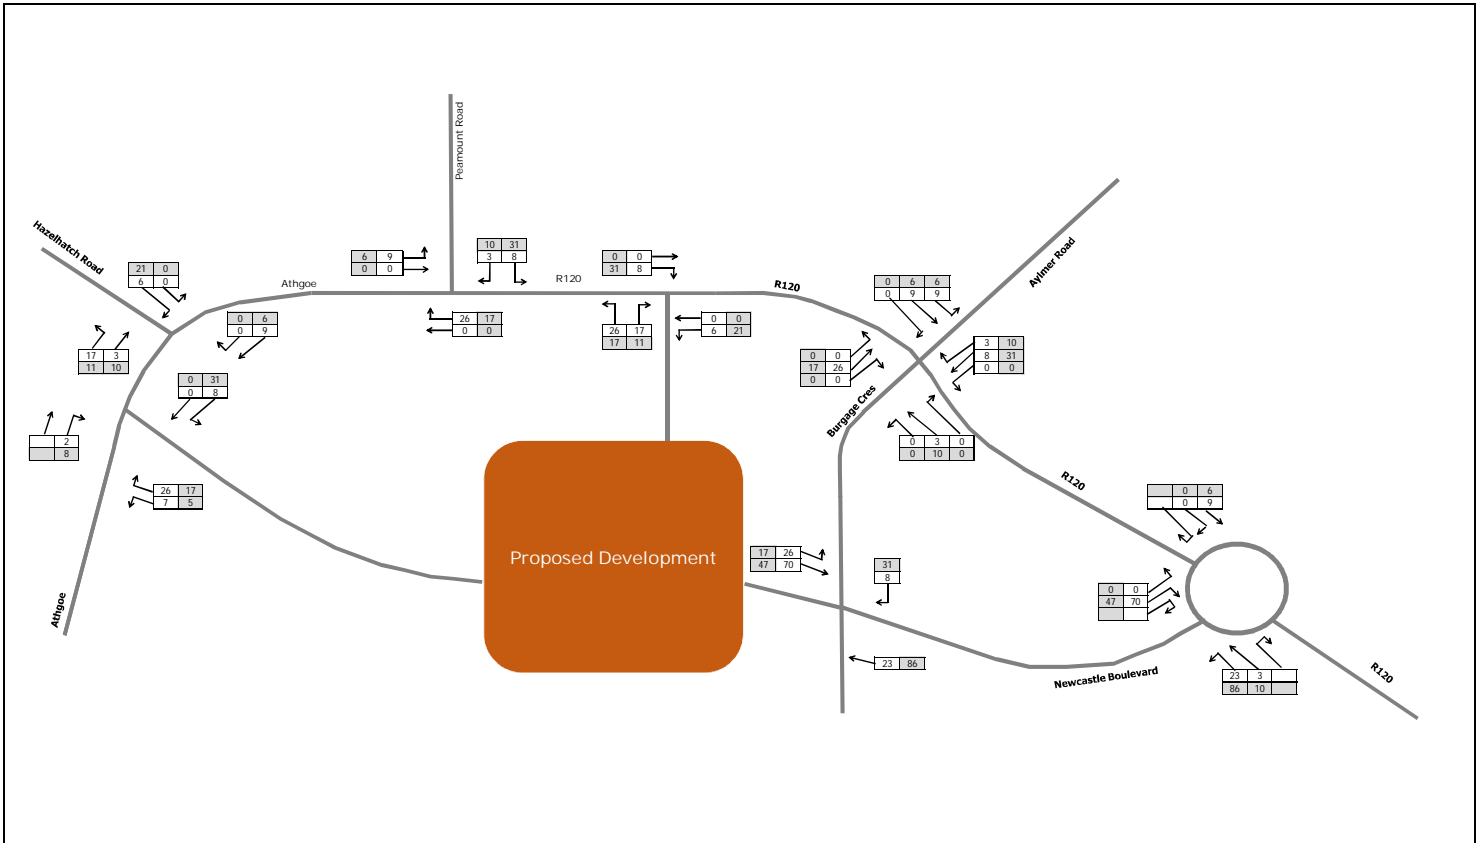 Peamount Road
Hazelhatch Road
Aylmer Road
10 31
3 8
6 9
0 0
0 0
31 8
21 0
6 0
Athgoe
R120
R120
0 6 6
0 9 9
0 6
0 9
26 17
0 0
26 17
17 11
0 0
6 21
3 10
8 31
0 0
17 3
11 10
0 0
17 26
0 0
0 31
0 8
Burgage Cres
2
8
0 3 0
0 10 0
R120
26 17
7 5
0 6
0 9
Proposed Development
17 26
47 70
31
8
0 0
47 70
Athgoe
23 86
Newcastle Boulevard
23 3
86 10
R120